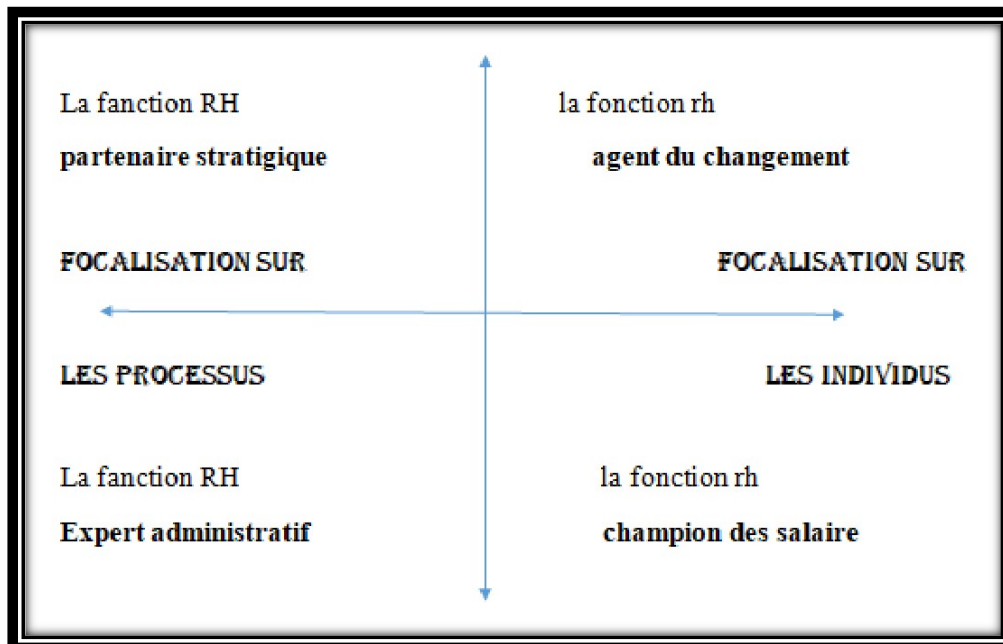 La fanction RH
la fonction rh
partenaire stratigique
agent du changement
FOCALISATION SUR
FOCALISATION SUR
LES PROCESSUS
LES INDIVIDUS
La fanction RH
la fonction rh
Expert administratif
champion des salaire